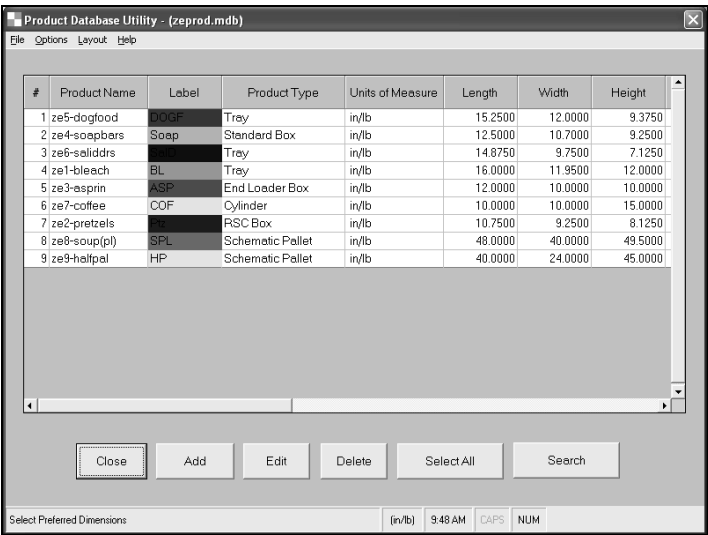 Product Database Utility - (zeprod.mdb)
File Options Layout Help
# Product Name Label Product Type Units of Measure Length Width Height
1 ze5-dogfood DOGF Tray in/lb 15.2500 12.0000 9.3750
2 ze4-soapbars Soap Standard Box in/lb 12.5000 10.7000 9.2500
3 ze6-saliddrs SalD Tray in/lb 14.8750 9.7500 7.1250
4 ze1-bleach BL Tray in/lb 16.0000 11.9500 12.0000
5 ze3-asprin ASP End Loader Box in/lb 12.0000 10.0000 10.0000
6 ze7-coffee COF Cylinder in/lb 10.0000 10.0000 15.0000
7 ze2-pretzels Ptz RSC Box in/lb 10.7500 9.2500 8.1250
8 ze8-soup(pl) SPL Schematic Pallet in/lb 48.0000 40.0000 49.5000
9 ze9-halfpal HP Schematic Pallet in/lb 40.0000 24.0000 45.0000
Close Add Edit Delete Select All Search
Select Preferred Dimensions (in/lb) 9:48 AM CAPS NUM